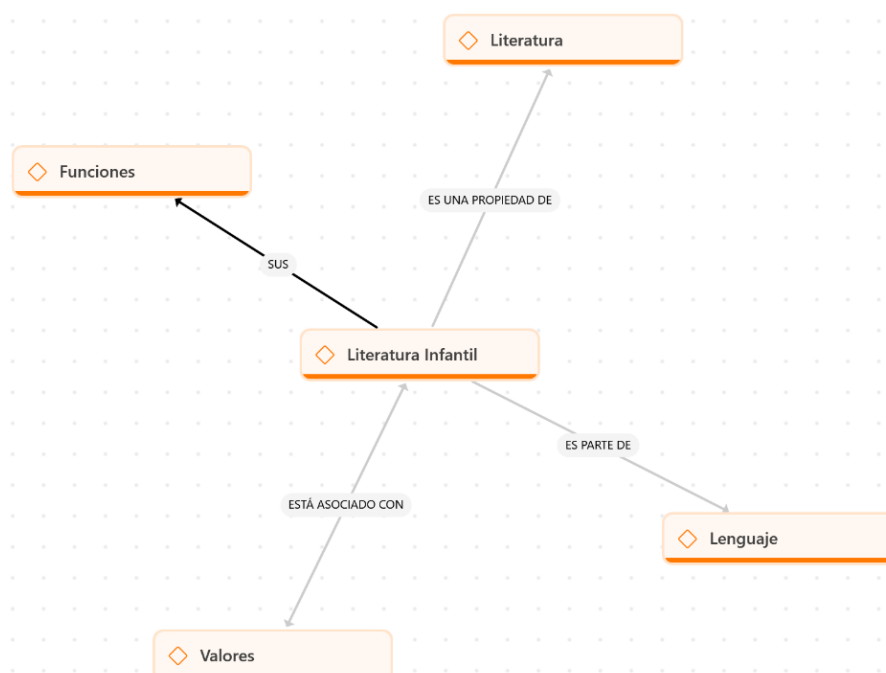 Literatura
Funciones
ES UNA PROPIEDAD DE
SUS
Literatura Infantil
ES PARTE DE
ESTÁ ASOCIADO CON
Lenguaje
Valores